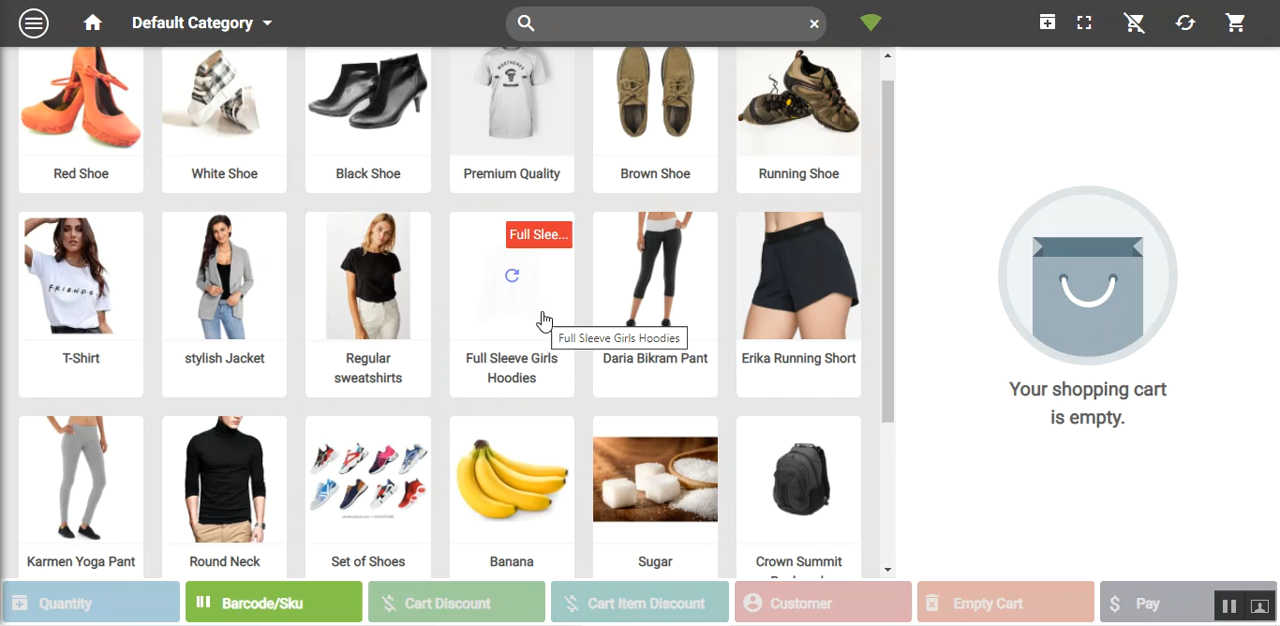 Default Category
Red Shoe
White Shoe
Black Shoe
Premium Quality
Brown Shoe
Running Shoe
FRIENDS
Full Slee...
Full Sleeve Girls Hoodies
T-Shirt
stylish Jacket
Regular
sweatshirts
Full Sleeve Girls
Hoodies
Daria Bikram Pant
Erika Running Short
Your shopping cart
is empty.
Karmen Yoga Pant
Round Neck
Set of Shoes
Banana
Sugar
Crown Summit
Quantity
Barcode/Sku
Cart Discount
Cart Item Discount
Customer
Empty Cart
$ Pay